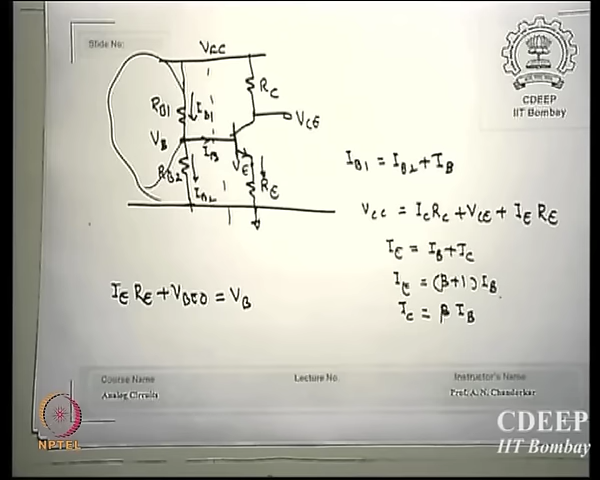 Slide No:
VCC
RC
RB1
IB1
VCE
VB
IB
VE
RB2
IB2
RE
CDEEP
IIT Bombay
IB1 = IB2 + IB
VCC = ICRC + VCE + IE RE
IE = IB + IC
IE = (β+1) IB
IC = β IB
IE RE + VBEO = VB
Course Name
Analog Circuits
Lecture No.
Instructor's Name
Prof. A. N. Chandorkar
NPTEL
CDEEP
IIT Bombay